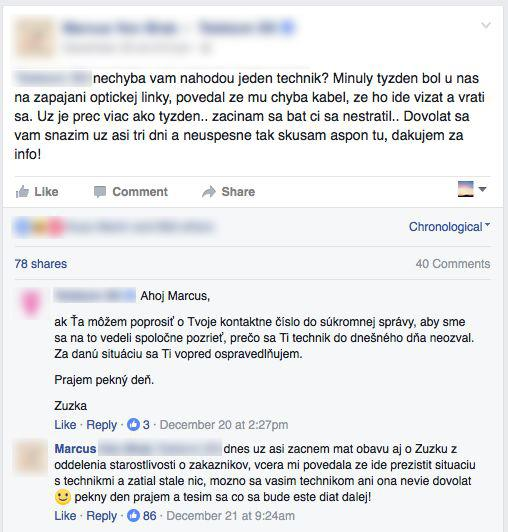 nechyba vam nahodou jeden technik? Minuly tyzden bol u nas
na zapajani optickej linky, povedal ze mu chyba kabel, ze ho ide vizat a vrati
sa. Uz je prec viac ako tyzden.. zacinam sa bat ci sa nestratil.. Dovolat sa
vam snazim uz asi tri dni a neuspesne tak skusam aspon tu, dakujem za
info!
Like Comment Share
Chronological
78 shares 40 Comments
Ahoj Marcus,
ak Ťa môžem poprosiť o Tvoje kontaktne číslo do súkromnej správy, aby sme
sa na to vedeli spoločne pozrieť, prečo sa Ti technik do dnešného dňa neozval.
Za danú situáciu sa Ti vopred ospravedlňujem.
Prajem pekný deň.
Zuzka
Like · Reply · 3 · December 20 at 2:27pm
Marcus dnes uz asi zacnem mat obavu aj o Zuzku z
oddelenia starostlivosti o zakaznikov, vcera mi povedala ze ide prezistit situaciu
s technikmi a zatial stale nic, mozno sa vasim technikom ani ona nevie dovolat
pekny den prajem a tesim sa co sa bude este diat dalej!
Like · Reply · 86 · December 21 at 9:24am